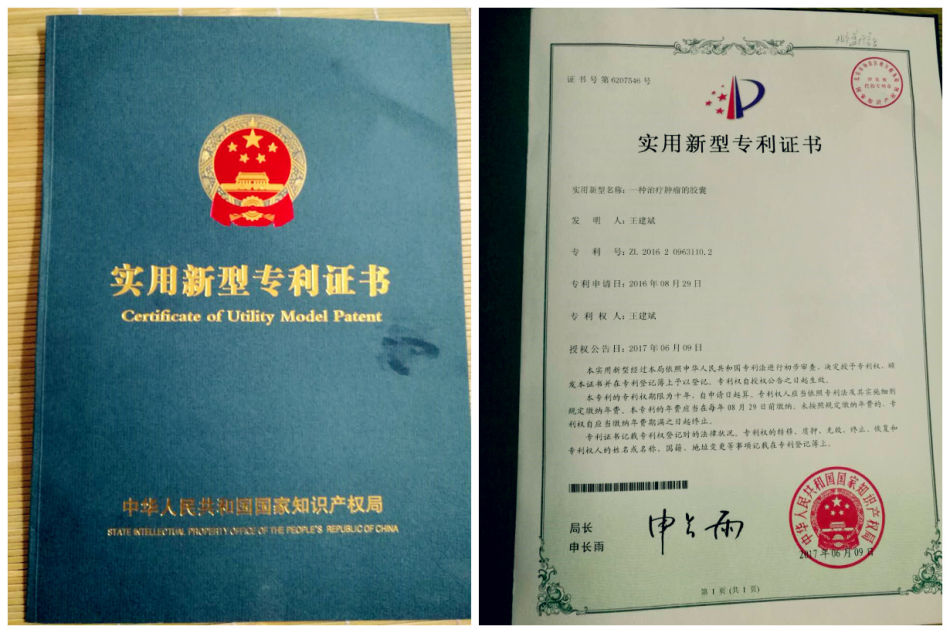 实用新型专利证书
Certificate of Utility Model Patent
中华人民共和国国家知识产权局
STATE INTELLECTUAL PROPERTY OFFICE OF THE PEOPLE'S REPUBLIC OF CHINA
证书号第6207546号
实用新型专利证书
实用新型名称：一种治疗肿瘤的胶囊
发明人：王建斌
专利号：ZL 2016 2 0963110.2
专利申请日：2016年08月29日
专利权人：王建斌
授权公告日：2017年06月09日
本实用新型经过本局依照中华人民共和国专利法进行初步审查，决定授予专利权，颁
发本证书并在专利登记簿上予以登记。专利权自授权公告之日起生效。
本专利的专利权期限为十年，自申请日起算。专利权人应当依照专利法及其实施细则
规定缴纳年费。本专利的年费应当在每年08月29日前缴纳。未按照规定缴纳年费的，专
利权自应当缴纳年费期满之日起终止。
专利证书记载专利权登记时的法律状况。专利权的转移、质押、无效、终止、恢复和
专利权人的姓名或名称、国籍、地址变更等事项记载在专利登记簿上。
局长
申长雨
申长雨
中华人民共和国国家知识产权局
2017年06月09日
第1页（共1页）